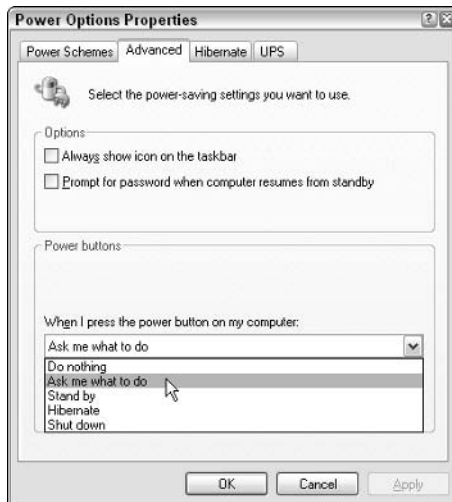 Power Options Properties
Power Schemes Advanced Hibernate UPS
Select the power-saving settings you want to use.
Options
Always show icon on the taskbar
Prompt for password when computer resumes from standby
Power buttons
When I press the power button on my computer:
Ask me what to do
Do nothing
Ask me what to do
Stand by
Hibernate
Shut down
OK Cancel Apply